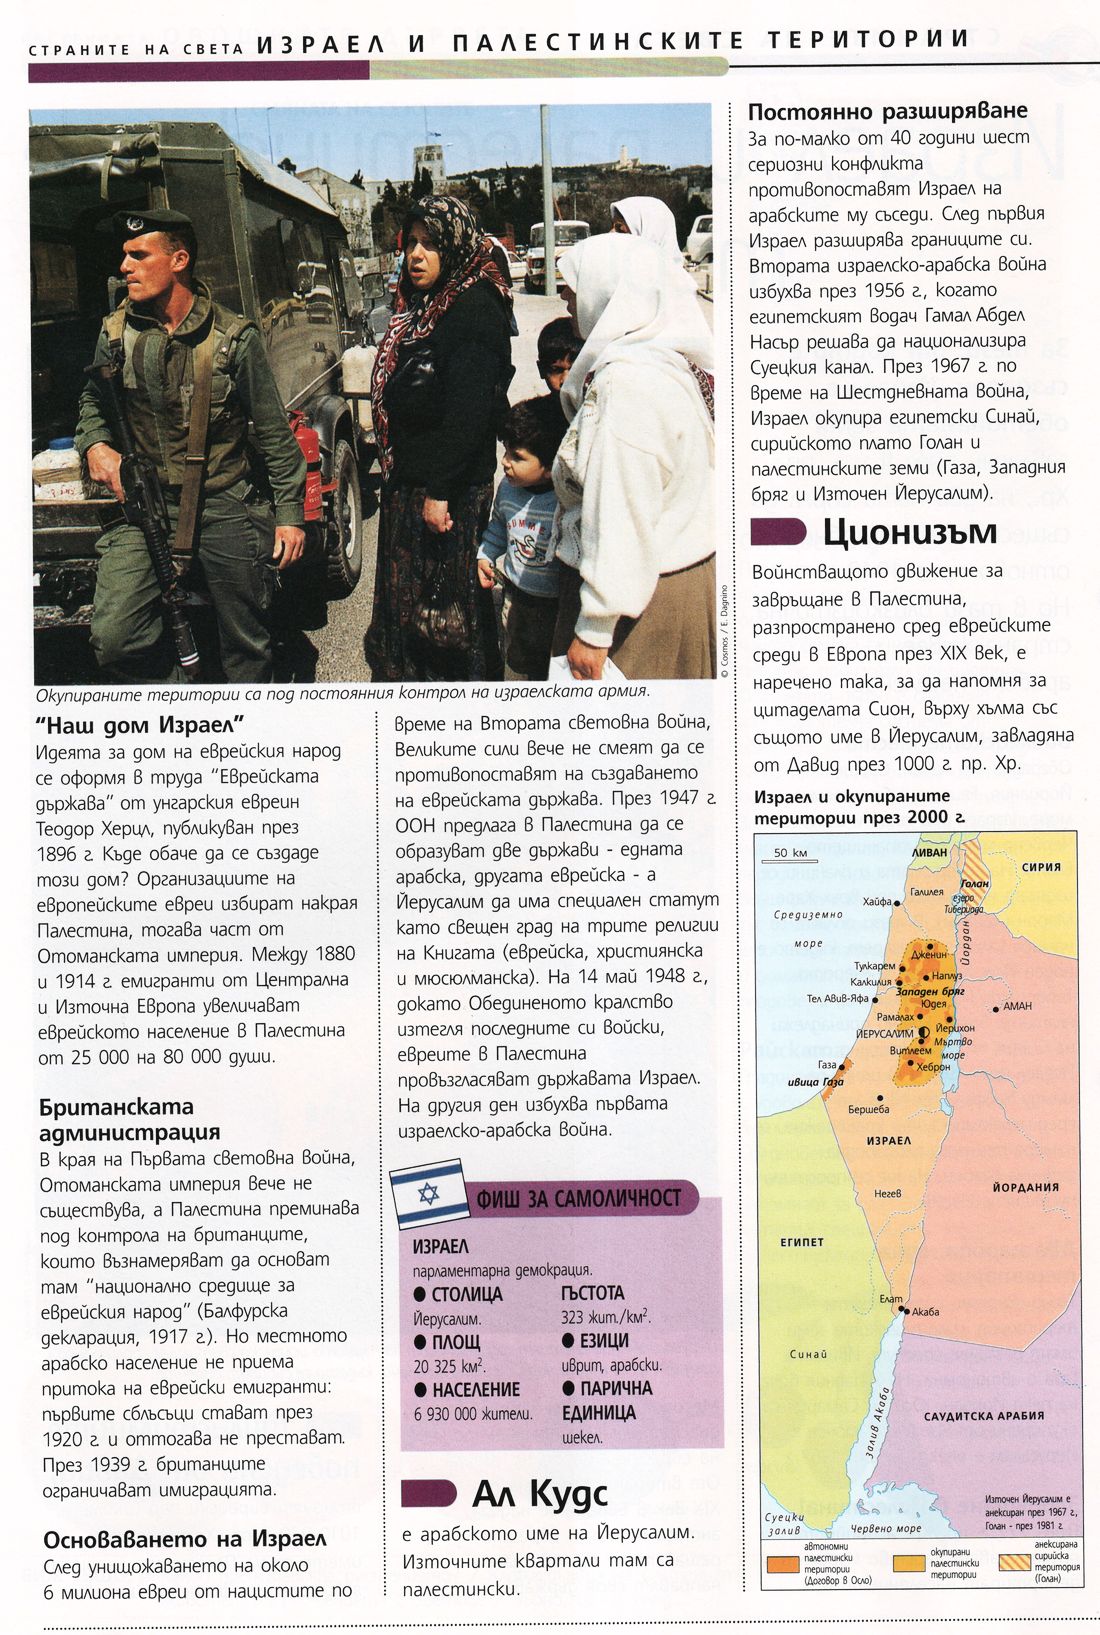 СТРАНИТЕ НА СВЕТА ИЗРАЕЛ И ПАЛЕСТИНСКИТЕ ТЕРИТОРИИ
© Cosmos / E. Dagnino
Окупираните територии са под постоянния контрол на израелската армия.
“Наш дом Израел”
Идеята за дом на еврейския народ
се оформя в труда “Еврейската
държава” от унгарския евреин
Теодор Херцл, публикуван през
1896 г. Къде обаче да се създаде
този дом? Организациите на
европейските евреи избират накрая
Палестина, тогава част от
Отоманската империя. Между 1880
и 1914 г. емигранти от Централна
и Източна Европа увеличават
еврейското население в Палестина
от 25 000 на 80 000 души.
Британската
администрация
В края на Първата световна война,
Отоманската империя вече не
съществува, а Палестина преминава
под контрола на британците,
които възнамеряват да основат
там “национално средище за
еврейския народ” (Балфурска
декларация, 1917 г.). Но местното
арабско население не приема
притока на еврейски емигранти:
първите сблъсъци стават през
1920 г. и оттогава не престават.
През 1939 г. британците
ограничават имиграцията.
Основаването на Израел
След унищожаването на около
6 милиона евреи от нацистите по
време на Втората световна война,
Великите сили вече не смеят да се
противопоставят на създаването
на еврейската държава. През 1947 г.
ООН предлага в Палестина да се
образуват две държави - едната
арабска, другата еврейска - а
Йерусалим да има специален статут
като свещен град на трите религии
на Книгата (еврейска, християнска
и мюсюлманска). На 14 май 1948 г.,
докато Обединеното кралство
изтегля последните си войски,
евреите в Палестина
провъзгласяват държавата Израел.
На другия ден избухва първата
израелско-арабска война.
ФИШ ЗА САМОЛИЧНОСТ
ИЗРАЕЛ
парламентарна демокрация.
● СТОЛИЦА
Йерусалим.
● ПЛОЩ
20 325 км².
● НАСЕЛЕНИЕ
6 930 000 жители.
ГЪСТОТА
323 жит./км².
● ЕЗИЦИ
иврит, арабски.
● ПАРИЧНА
ЕДИНИЦА
шекел.
Ал Кудс
е арабското име на Йерусалим.
Източните квартали там са
палестински.
Постоянно разширяване
За по-малко от 40 години шест
сериозни конфликта
противопоставят Израел на
арабските му съседи. След първия
Израел разширява границите си.
Втората израелско-арабска война
избухва през 1956 г., когато
египетският водач Гамал Абдел
Насър решава да национализира
Суецкия канал. През 1967 г. по
време на Шестдневната война,
Израел окупира египетски Синай,
сирийското плато Голан и
палестинските земи (Газа, Западния
бряг и Източен Йерусалим).
Ционизъм
Войнстващото движение за
завръщане в Палестина,
разпространено сред еврейските
среди в Европа през XIX век, е
наречено така, за да напомня за
цитаделата Сион, върху хълма със
същото име в Йерусалим, завладяна
от Давид през 1000 г. пр. Хр.
Израел и окупираните
територии през 2000 г.
50 км
ЛИВАН
СИРИЯ
Голан
Галилея
езеро
Тивериада
Хайфа
Средиземно
море
Йордан
Дженин
Тулкарем
Наплуз
Калкилия
Западен бряг
Тел Авив-Яфа
Юдея
АМАН
Рамалах
Йерихон
ЙЕРУСАЛИМ
Мъртво
море
Витлеем
Хеброн
Газа
ивица Газа
Бершеба
ИЗРАЕЛ
ЙОРДАНИЯ
Негев
ЕГИПЕТ
Елат
Акаба
Синай
залив Акаба
САУДИТСКА АРАБИЯ
Суецки
залив
Червено море
Източен Йерусалим е
анексиран през 1967 г.,
Голан - през 1981 г.
автономни
палестински
територии
(Договор в Осло)
окупирани
палестински
територии
анексирана
сирийска
територия
(Голан)